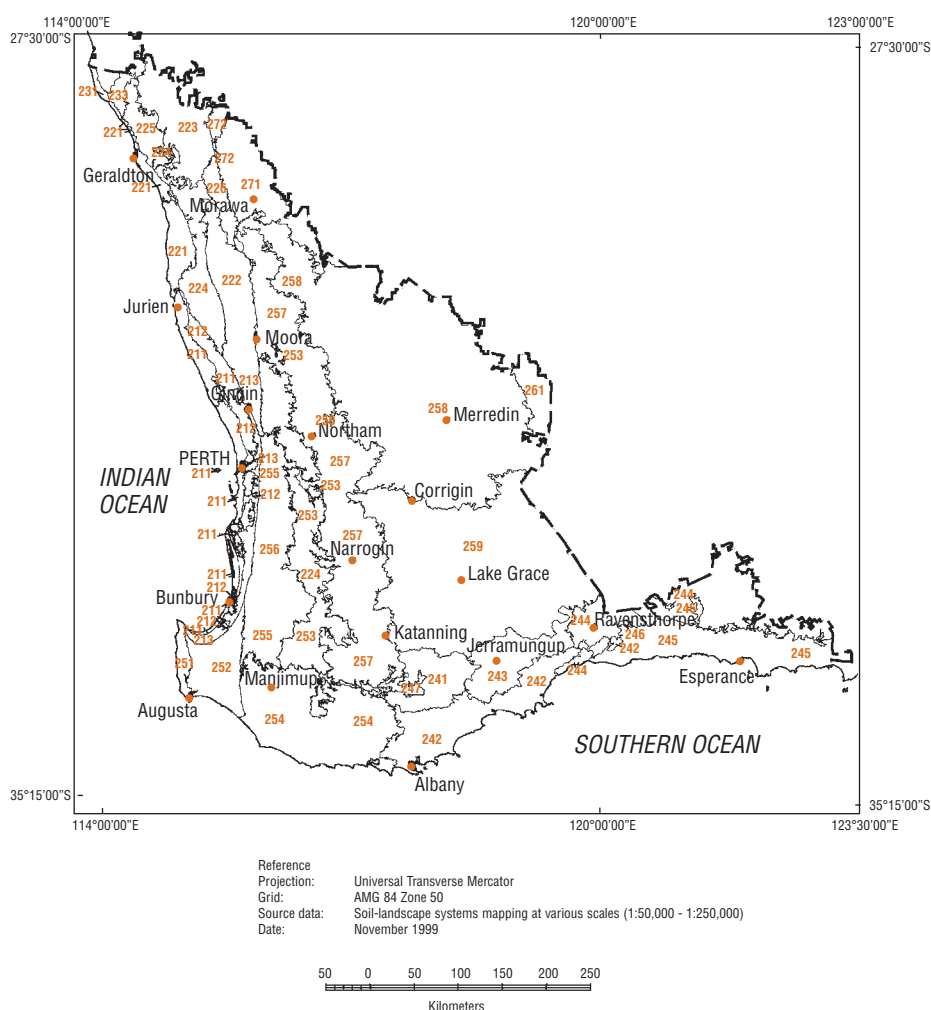 114°00'00"E 120°00'00"E 123°00'00"E
27°30'00"S 27°30'00"S
231 233
225 223 272
221
272
Geraldton
221 226 271
Morawa
221
222 258
224
257
Jurien
212 Moora
211 253
211 213 261
Gingin 258
Merredin
212 Northam
PERTH 213 257
211 255
INDIAN
OCEAN
212 253 Corrigin
211
253
211 257
256 259
Narrogin
211 224 Lake Grace
212
Bunbury 244
211 244 Ravensthorpe
212 255 253 Katanning 246 245
213 242
Jerramungup 245
251 252 257 241 243 242 244
Manjimup 247 Esperance
Augusta
254 254
242
SOUTHERN OCEAN
Albany
35°15'00"S 35°15'00"S
114°00'00"E 120°00'00"E 123°30'00"E
Reference
Projection: Universal Transverse Mercator
Grid: AMG 84 Zone 50
Source data: Soil-landscape systems mapping at various scales (1:50,000 - 1:250,000)
Date: November 1999
50 0 50 100 150 200 250
Kilometers